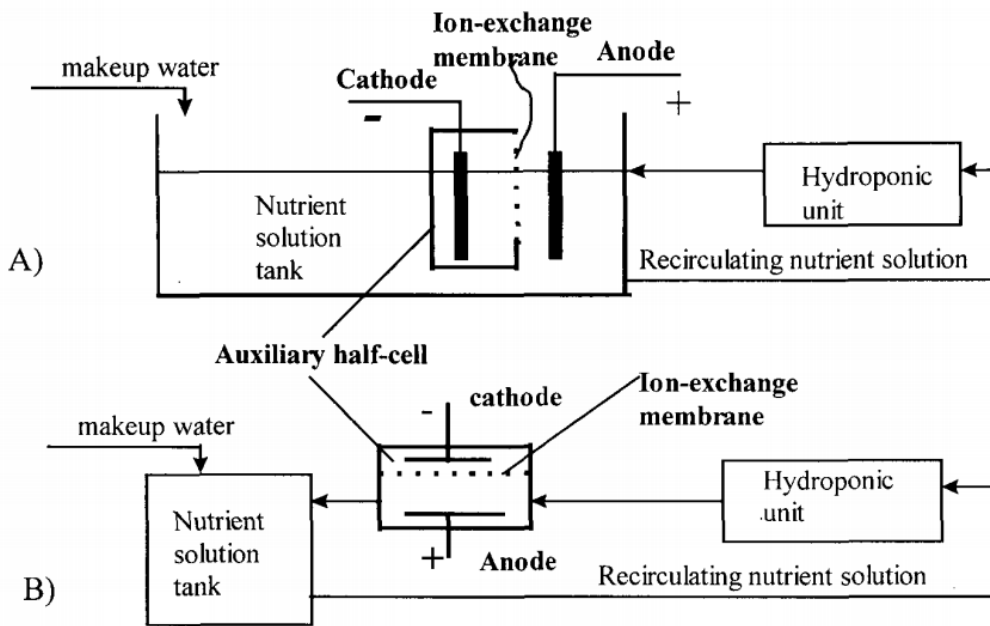 Ion-exchange
membrane
makeup water
Cathode
Anode
-
+
Nutrient
solution
tank
Hydroponic
unit
A)
Recirculating nutrient solution
Auxiliary half-cell
-
cathode
Ion-exchange
membrane
makeup water
Nutrient
solution
tank
Hydroponic
unit
+
Anode
Recirculating nutrient solution
B)